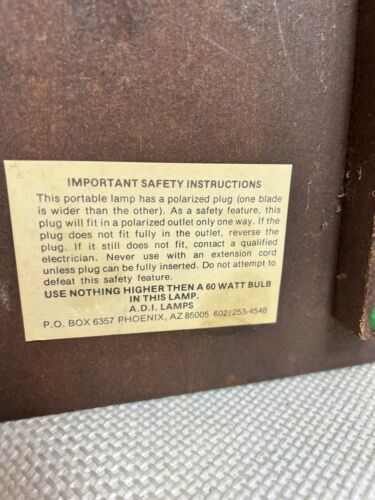 IMPORTANT SAFETY INSTRUCTIONS
This portable lamp has a polarized plug (one blade
is wider than the other). As a safety feature, this
plug will fit in a polarized outlet only one way. If the
plug does not fit fully in the outlet, reverse the
plug. If it still does not fit, contact a qualified
electrician. Never use with an extension cord
unless plug can be fully inserted. Do not attempt to
defeat this safety feature.
USE NOTHING HIGHER THEN A 60 WATT BULB
IN THIS LAMP.
A.D.I. LAMPS
P.O. BOX 6357 PHOENIX, AZ 85005 602/253-4548